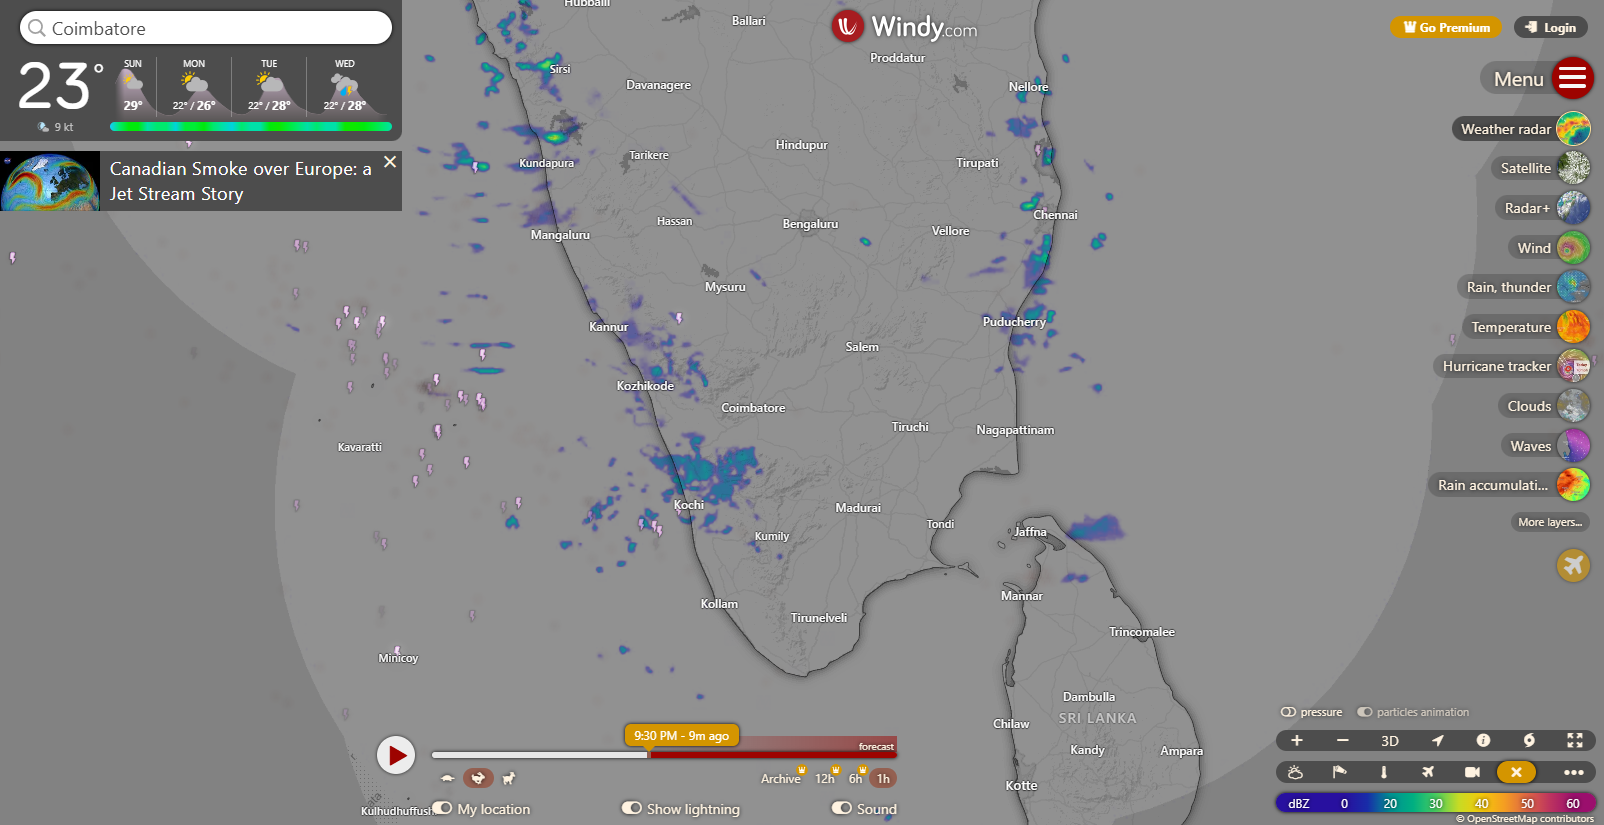 Coimbatore
Windy.com
Go Premium
Login
23°
9 kt
SUN MON TUE WED
29° 22° / 26° 22° / 28° 22° / 28°
Canadian Smoke over Europe: a
Jet Stream Story
Menu
Weather radar
Satellite
Radar+
Wind
Rain, thunder
Temperature
Hurricane tracker
Clouds
Waves
Rain accumulati...
More layers...
Hubballi
Ballari
Proddatur
Sirsi
Davanagere
Nellore
Hindupur
Kundapura
Tarikere
Tirupati
Hassan
Bengaluru
Chennai
Mangaluru
Vellore
Mysuru
Kannur
Puducherry
Salem
Kozhikode
Coimbatore
Tiruchi
Nagapattinam
Kavaratti
Kochi
Madurai
Tondi
Jaffna
Kumily
Mannar
Kollam
Tirunelveli
Trincomalee
Minicoy
Dambulla
SRI LANKA
Chilaw
Kandy
Ampara
Kotte
Kulhudhuffush
9:30 PM - 9m ago
forecast
Archive 12h 6h 1h
My location
Show lightning
Sound
pressure
particles animation
+ − 3D
dBZ 0 20 30 40 50 60
© OpenStreetMap contributors